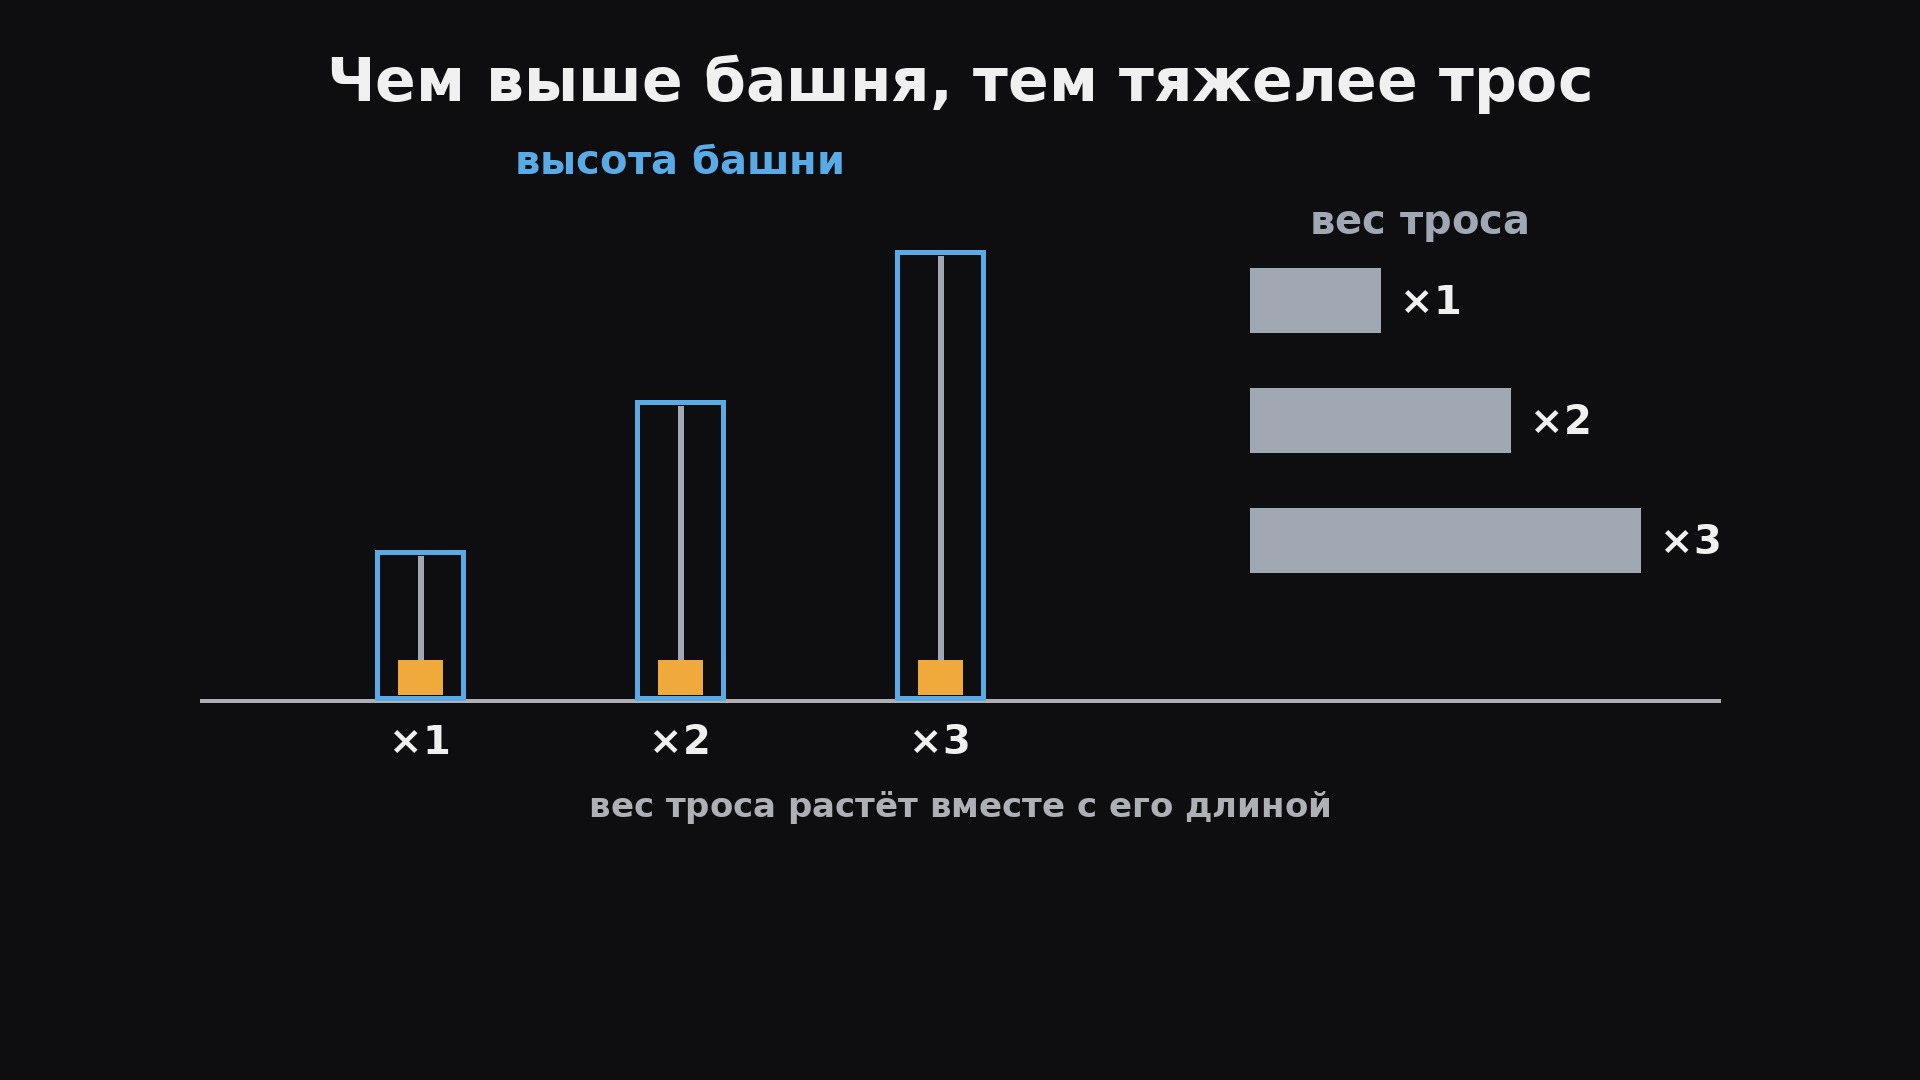 Чем выше башня, тем тяжелее трос
высота башни
вес троса
×1
×2
×3
×1
×2
×3
вес троса растёт вместе с его длиной